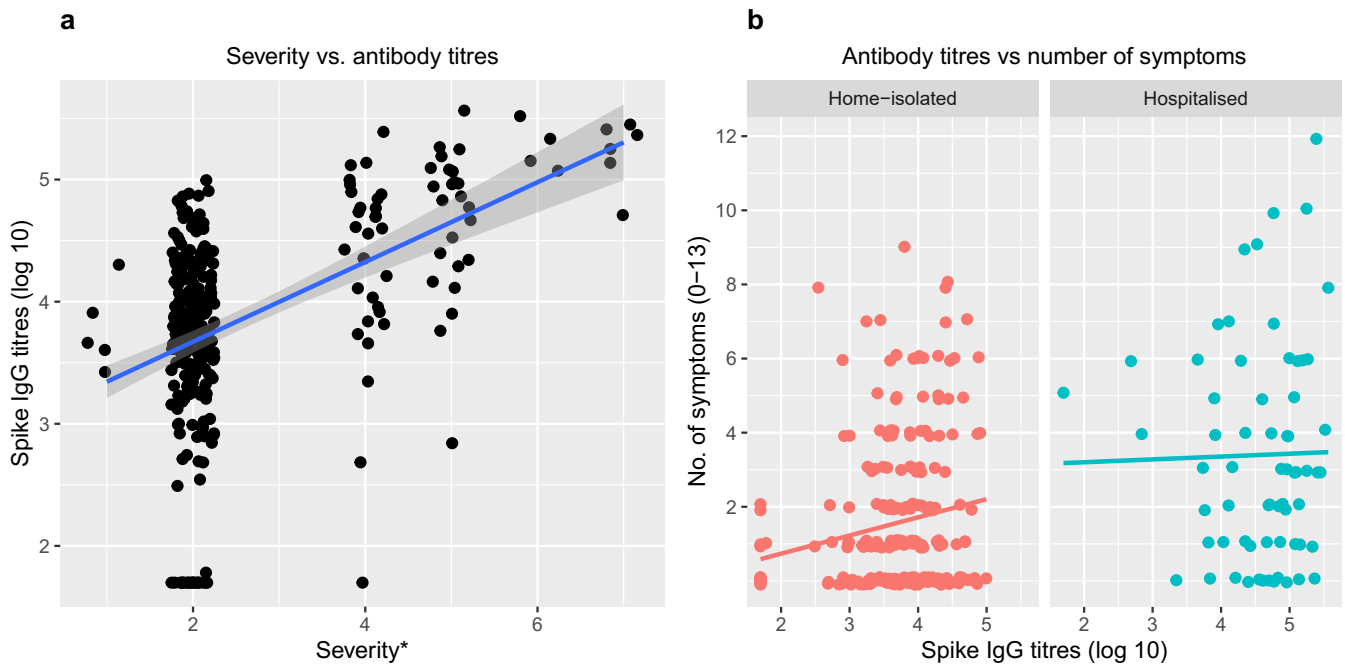 a
Severity vs. antibody titres
Spike IgG titres (log 10)
5
4
3
2
2 4 6
Severity*
b
Antibody titres vs number of symptoms
Home−isolated Hospitalised
No. of symptoms (0−13)
12
10
8
6
4
2
2 3 4 5 2 3 4 5
Spike IgG titres (log 10)